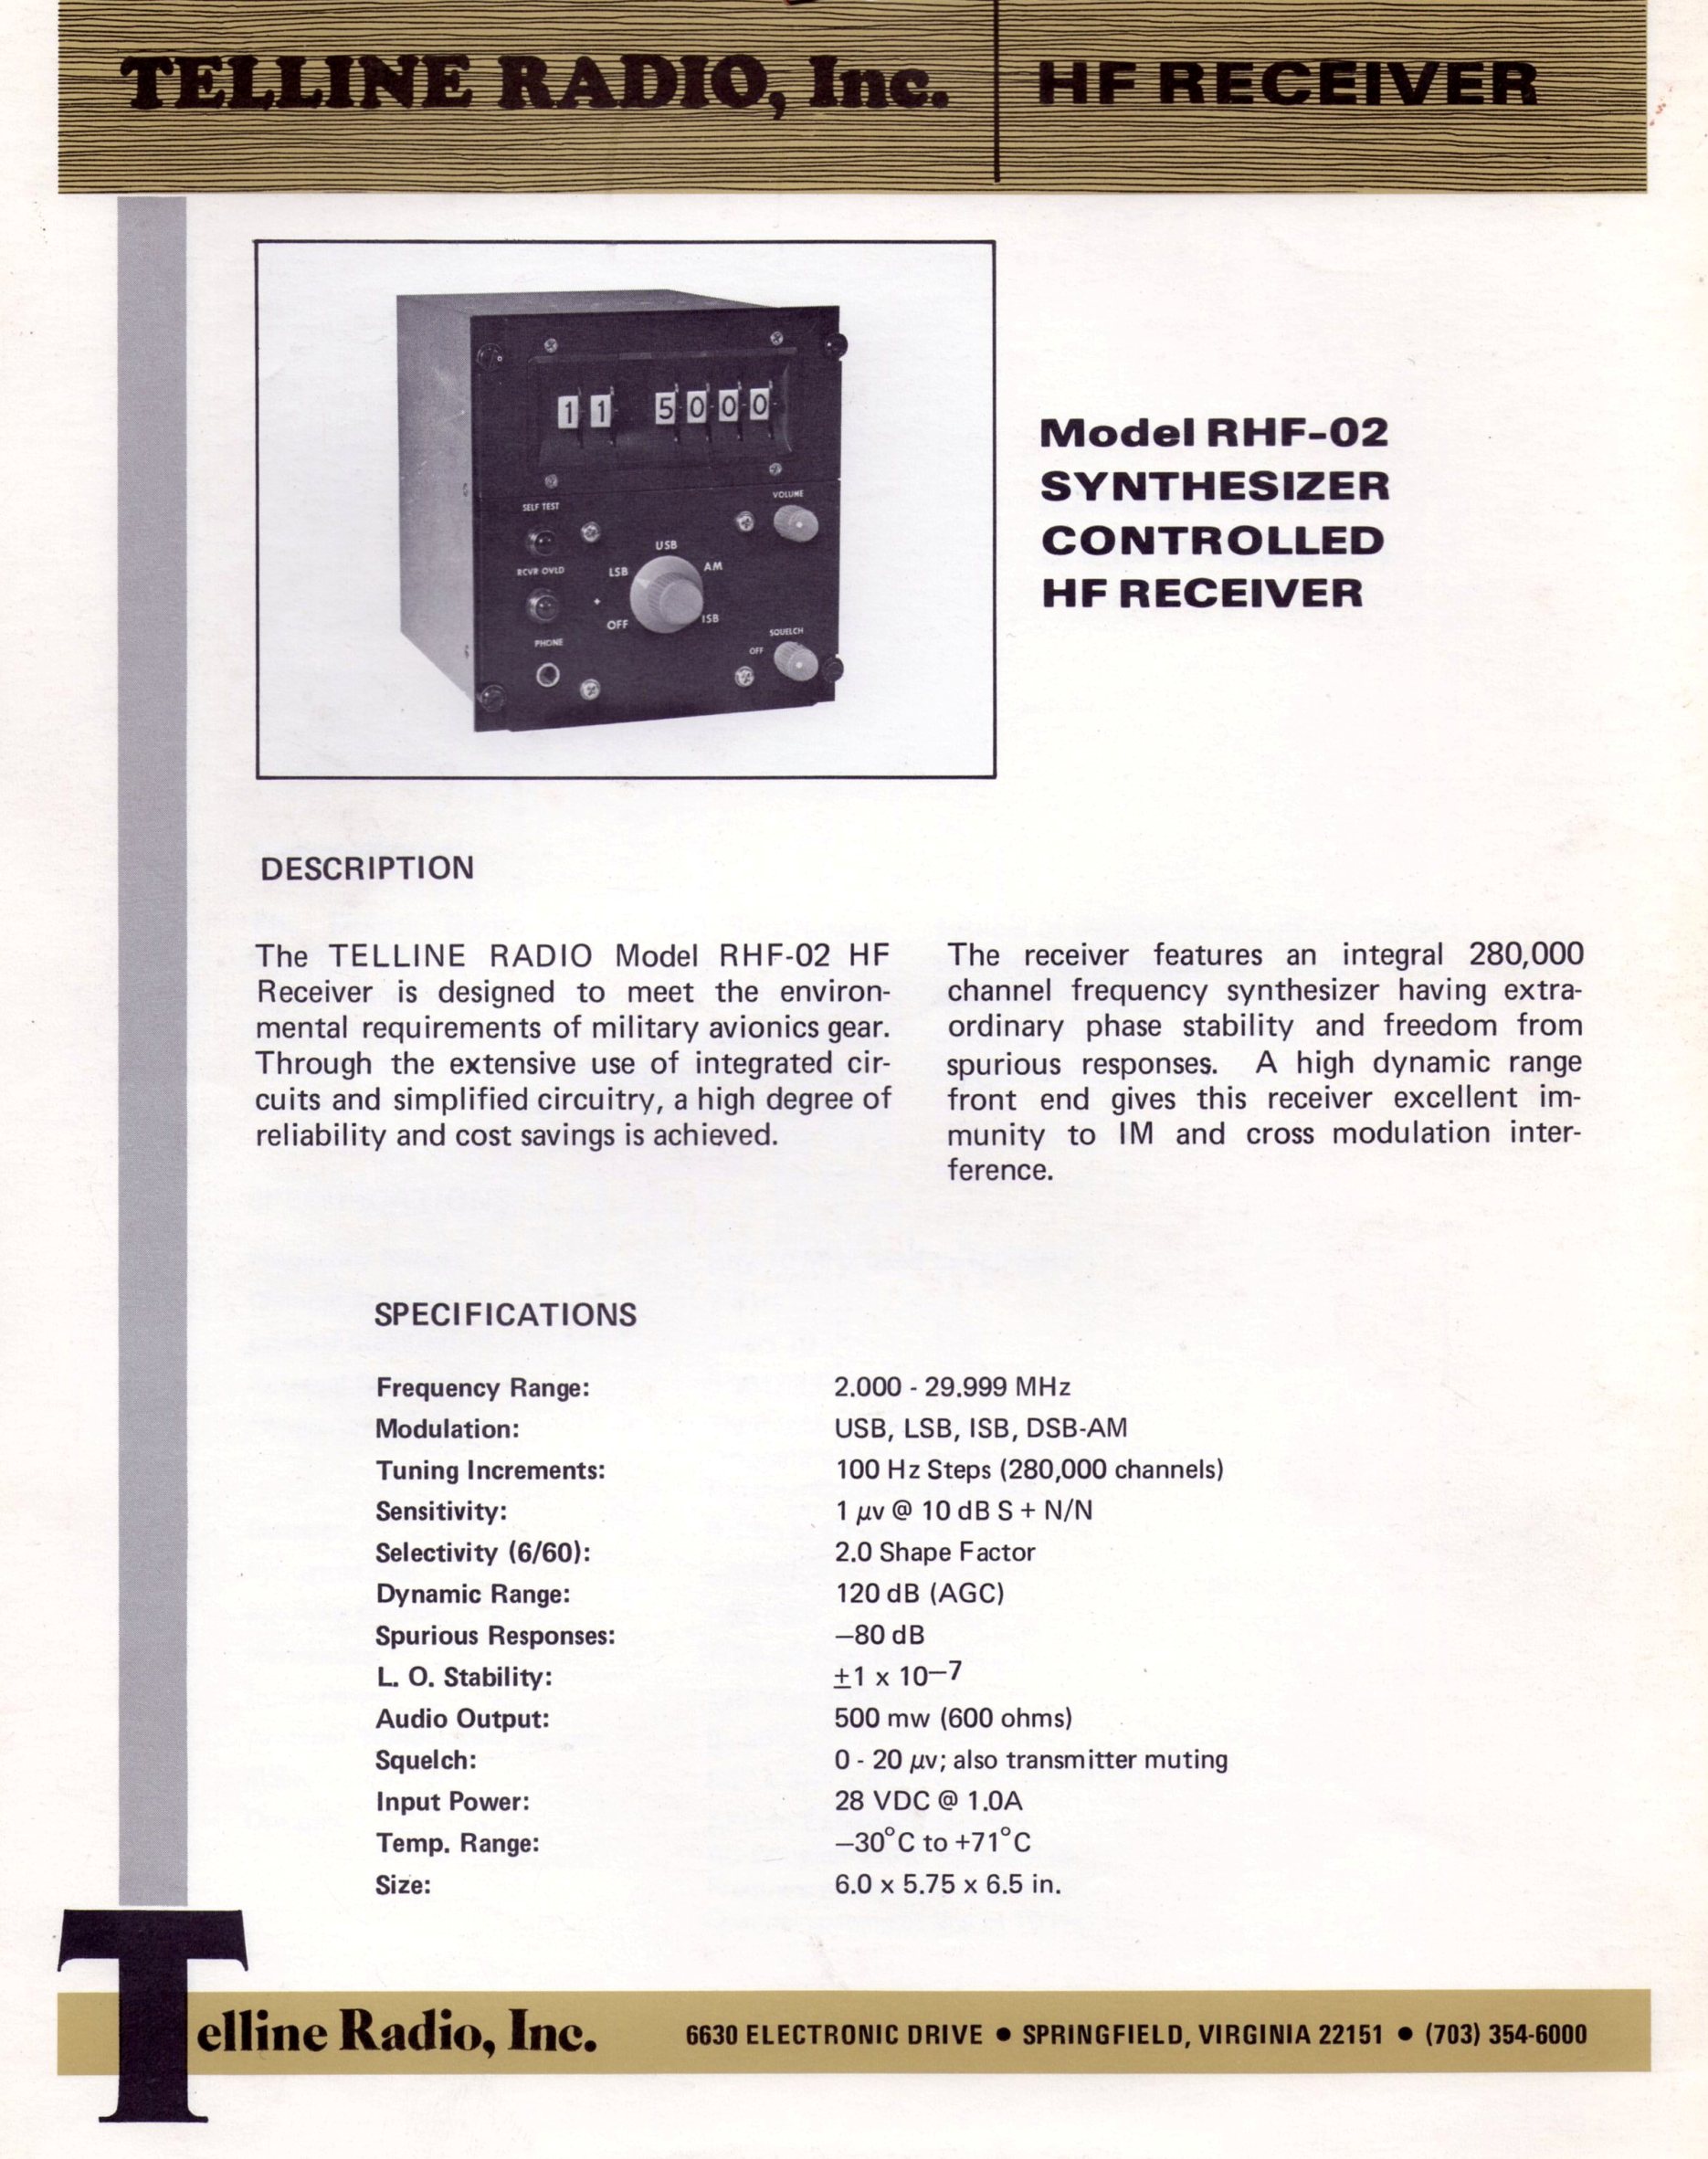 TELLINE RADIO, Inc.
HF RECEIVER
11 5000
SELF TEST
VOLUME
USB
RCVR OVLD
LSB
AM
OFF
ISB
PHONE
SQUELCH
OFF
Model RHF-02
SYNTHESIZER
CONTROLLED
HF RECEIVER
DESCRIPTION
The TELLINE RADIO Model RHF-02 HF
Receiver is designed to meet the environ-
mental requirements of military avionics gear.
Through the extensive use of integrated cir-
cuits and simplified circuitry, a high degree of
reliability and cost savings is achieved.
The receiver features an integral 280,000
channel frequency synthesizer having extra-
ordinary phase stability and freedom from
spurious responses. A high dynamic range
front end gives this receiver excellent im-
munity to IM and cross modulation inter-
ference.
SPECIFICATIONS
Frequency Range: 2.000 - 29.999 MHz
Modulation: USB, LSB, ISB, DSB-AM
Tuning Increments: 100 Hz Steps (280,000 channels)
Sensitivity: 1 μv @ 10 dB S + N/N
Selectivity (6/60): 2.0 Shape Factor
Dynamic Range: 120 dB (AGC)
Spurious Responses: –80 dB
L. O. Stability: ±1 x 10–7
Audio Output: 500 mw (600 ohms)
Squelch: 0 - 20 μv; also transmitter muting
Input Power: 28 VDC @ 1.0A
Temp. Range: –30°C to +71°C
Size: 6.0 x 5.75 x 6.5 in.
Telline Radio, Inc.
6630 ELECTRONIC DRIVE ● SPRINGFIELD, VIRGINIA 22151 ● (703) 354-6000